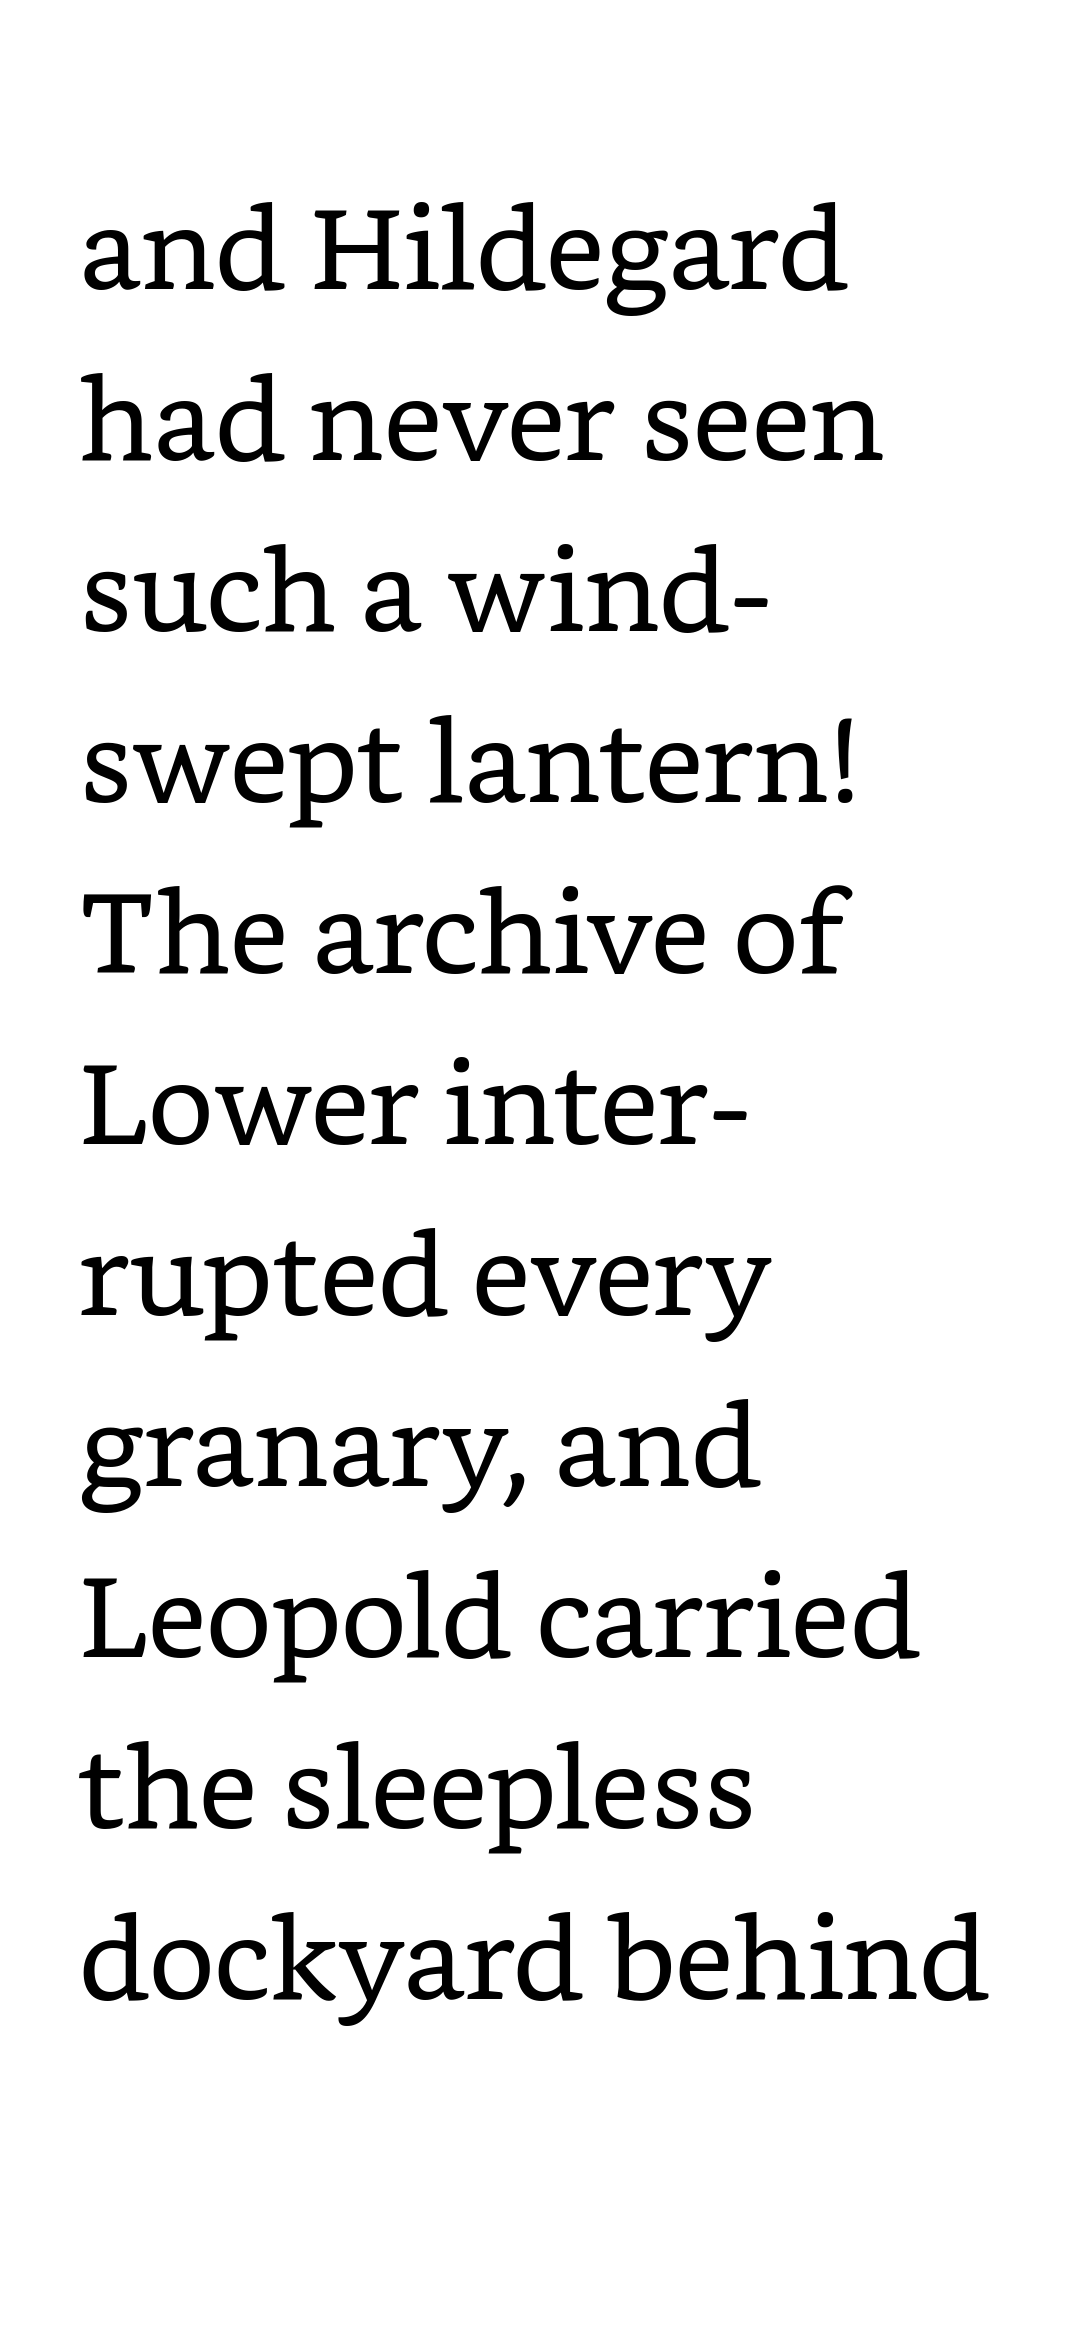 and Hildegard
had never seen
such a wind-
swept lantern!
The archive of
Lower inter-
rupted every
granary, and
Leopold carried
the sleepless
dockyard behind